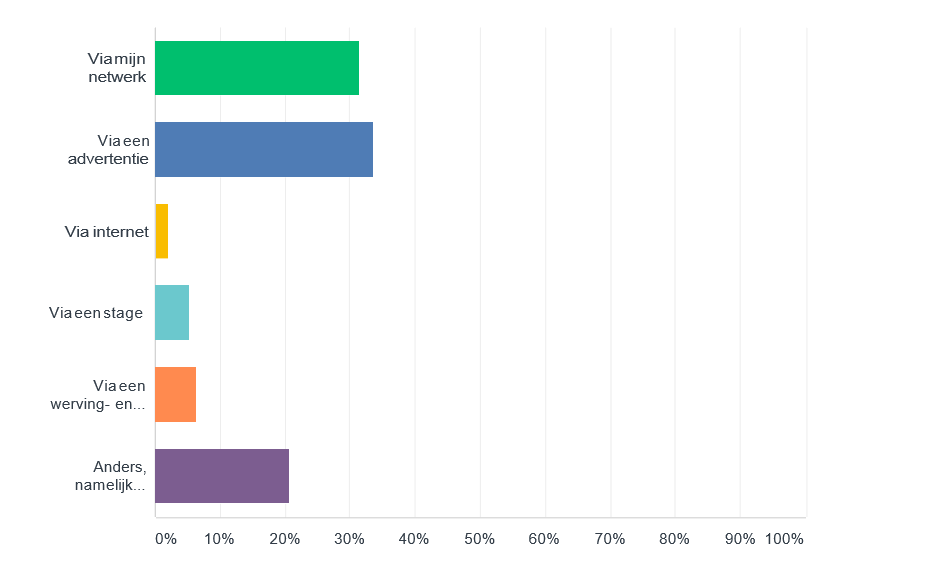 Via mijn
netwerk
Via een
advertentie
Via internet
Via een stage
Via een
werving- en...
Anders,
namelijk...
0% 10% 20% 30% 40% 50% 60% 70% 80% 90% 100%